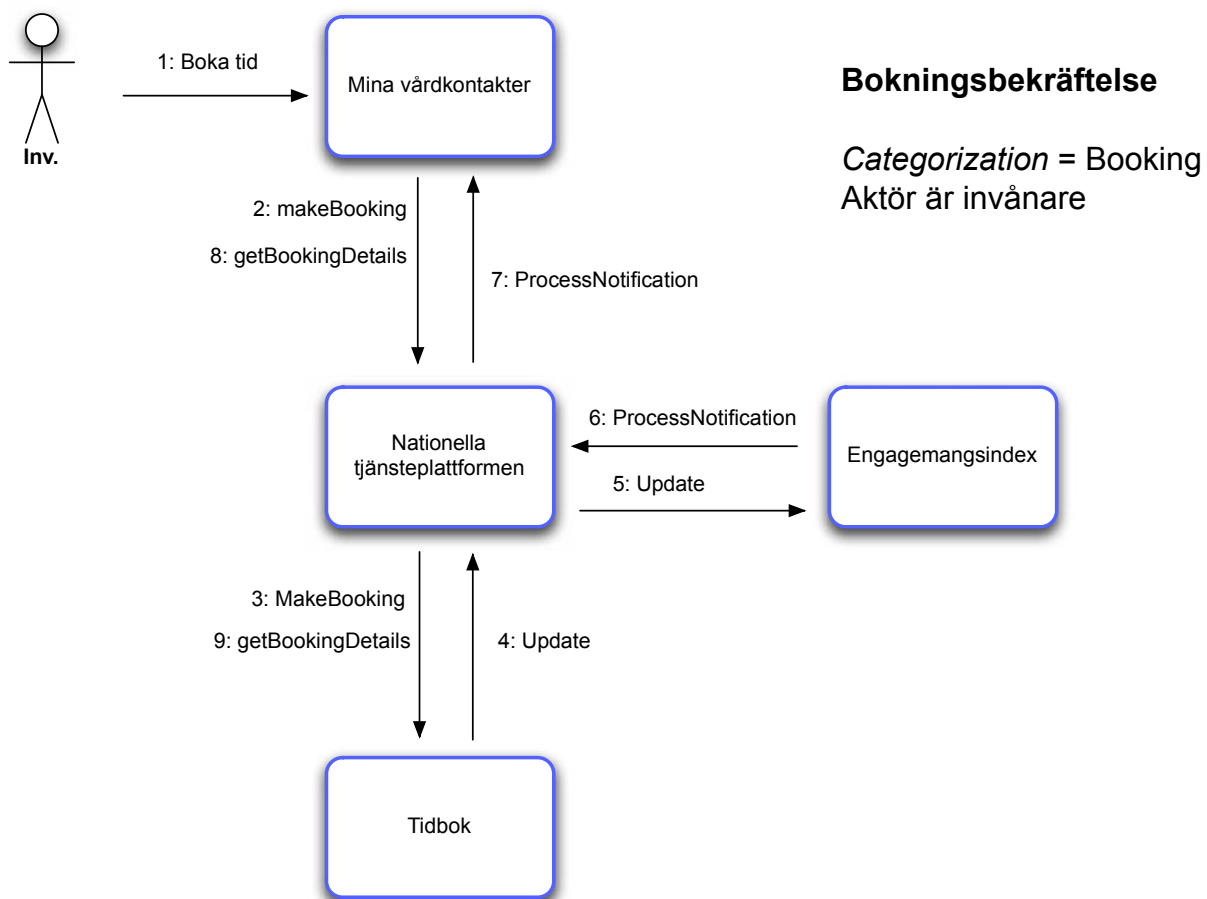 1: Boka tid
Mina vårdkontakter
Bokningsbekräftelse
Inv.
Categorization = Booking
Aktör är invånare
2: makeBooking
8: getBookingDetails
7: ProcessNotification
Nationella
tjänsteplattformen
6: ProcessNotification
Engagemangsindex
5: Update
3: MakeBooking
9: getBookingDetails
4: Update
Tidbok